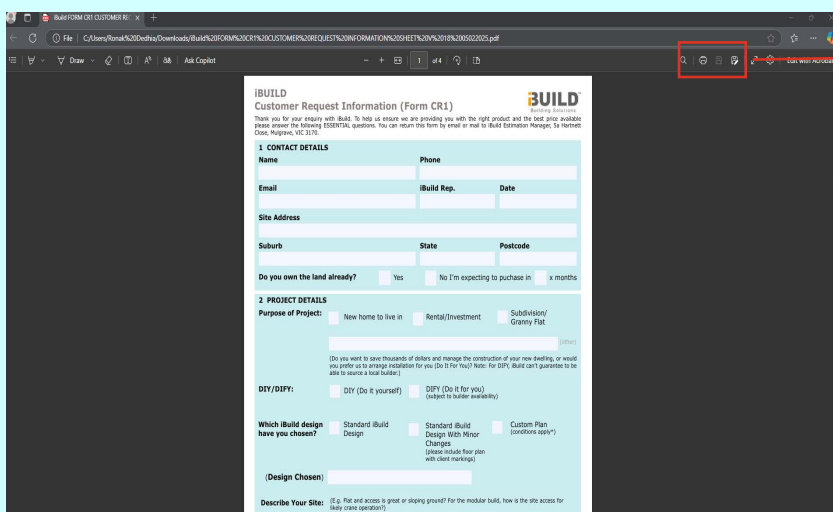 iBuild FORM CR1 CUSTOMER RE
File C:/Users/Ronak%20Dedhia/Downloads/iBuild%20FORM%20CR1%20CUSTOMER%20REQUEST%20INFORMATION%20SHEET%20V%2018%2005022025.pdf
Draw Ask Copilot 1 of 4 Edit with Acrobat
iBUILD
Customer Request Information (Form CR1)
iBUILD
Building Solutions
Thank you for your enquiry with iBuild. To help us ensure we are providing you with the right product and the best price available
please answer the following ESSENTIAL questions. You can return this form by email or mail to iBuild Estimation Manager, 5a Hartnett
Close, Mulgrave, VIC 3170.
1 CONTACT DETAILS
Name Phone
Email iBuild Rep. Date
Site Address
Suburb State Postcode
Do you own the land already? Yes No I'm expecting to puchase in x months
2 PROJECT DETAILS
Purpose of Project: New home to live in Rental/Investment Subdivision/
Granny Flat
(other)
(Do you want to save thousands of dollars and manage the construction of your new dwelling, or would
you prefer us to arrange installation for you (Do It For You)? Note: For DIFY, iBuild can't guarantee to be
able to source a local builder.)
DIY/DIFY: DIY (Do it yourself) DIFY (Do it for you)
(subject to builder availability)
Which iBuild design
have you chosen?
Standard iBuild
Design
Standard iBuild
Design With Minor
Changes
(please include floor plan
with client markings)
Custom Plan
(conditions apply*)
(Design Chosen)
Describe Your Site: (E.g. Flat and access is great or sloping ground? For the modular build, how is the site access for
likely crane operation?)